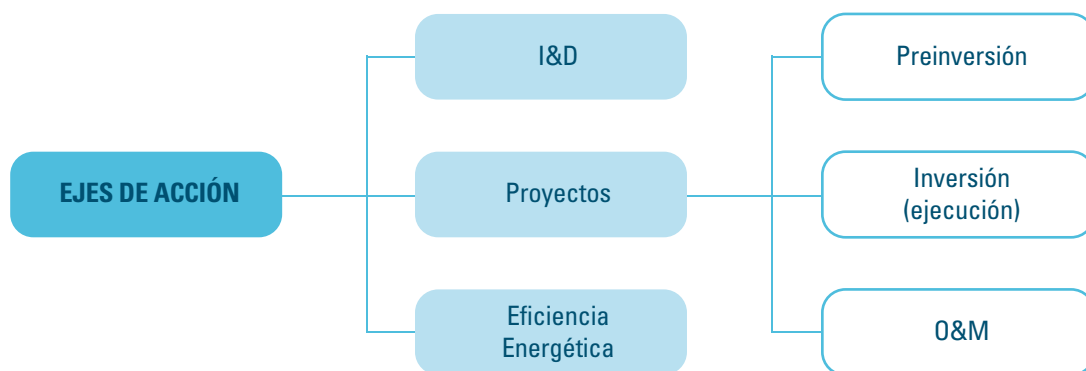 EJES DE ACCIÓN
I&D
Proyectos
Eficiencia
Energética
Preinversión
Inversión
(ejecución)
O&M